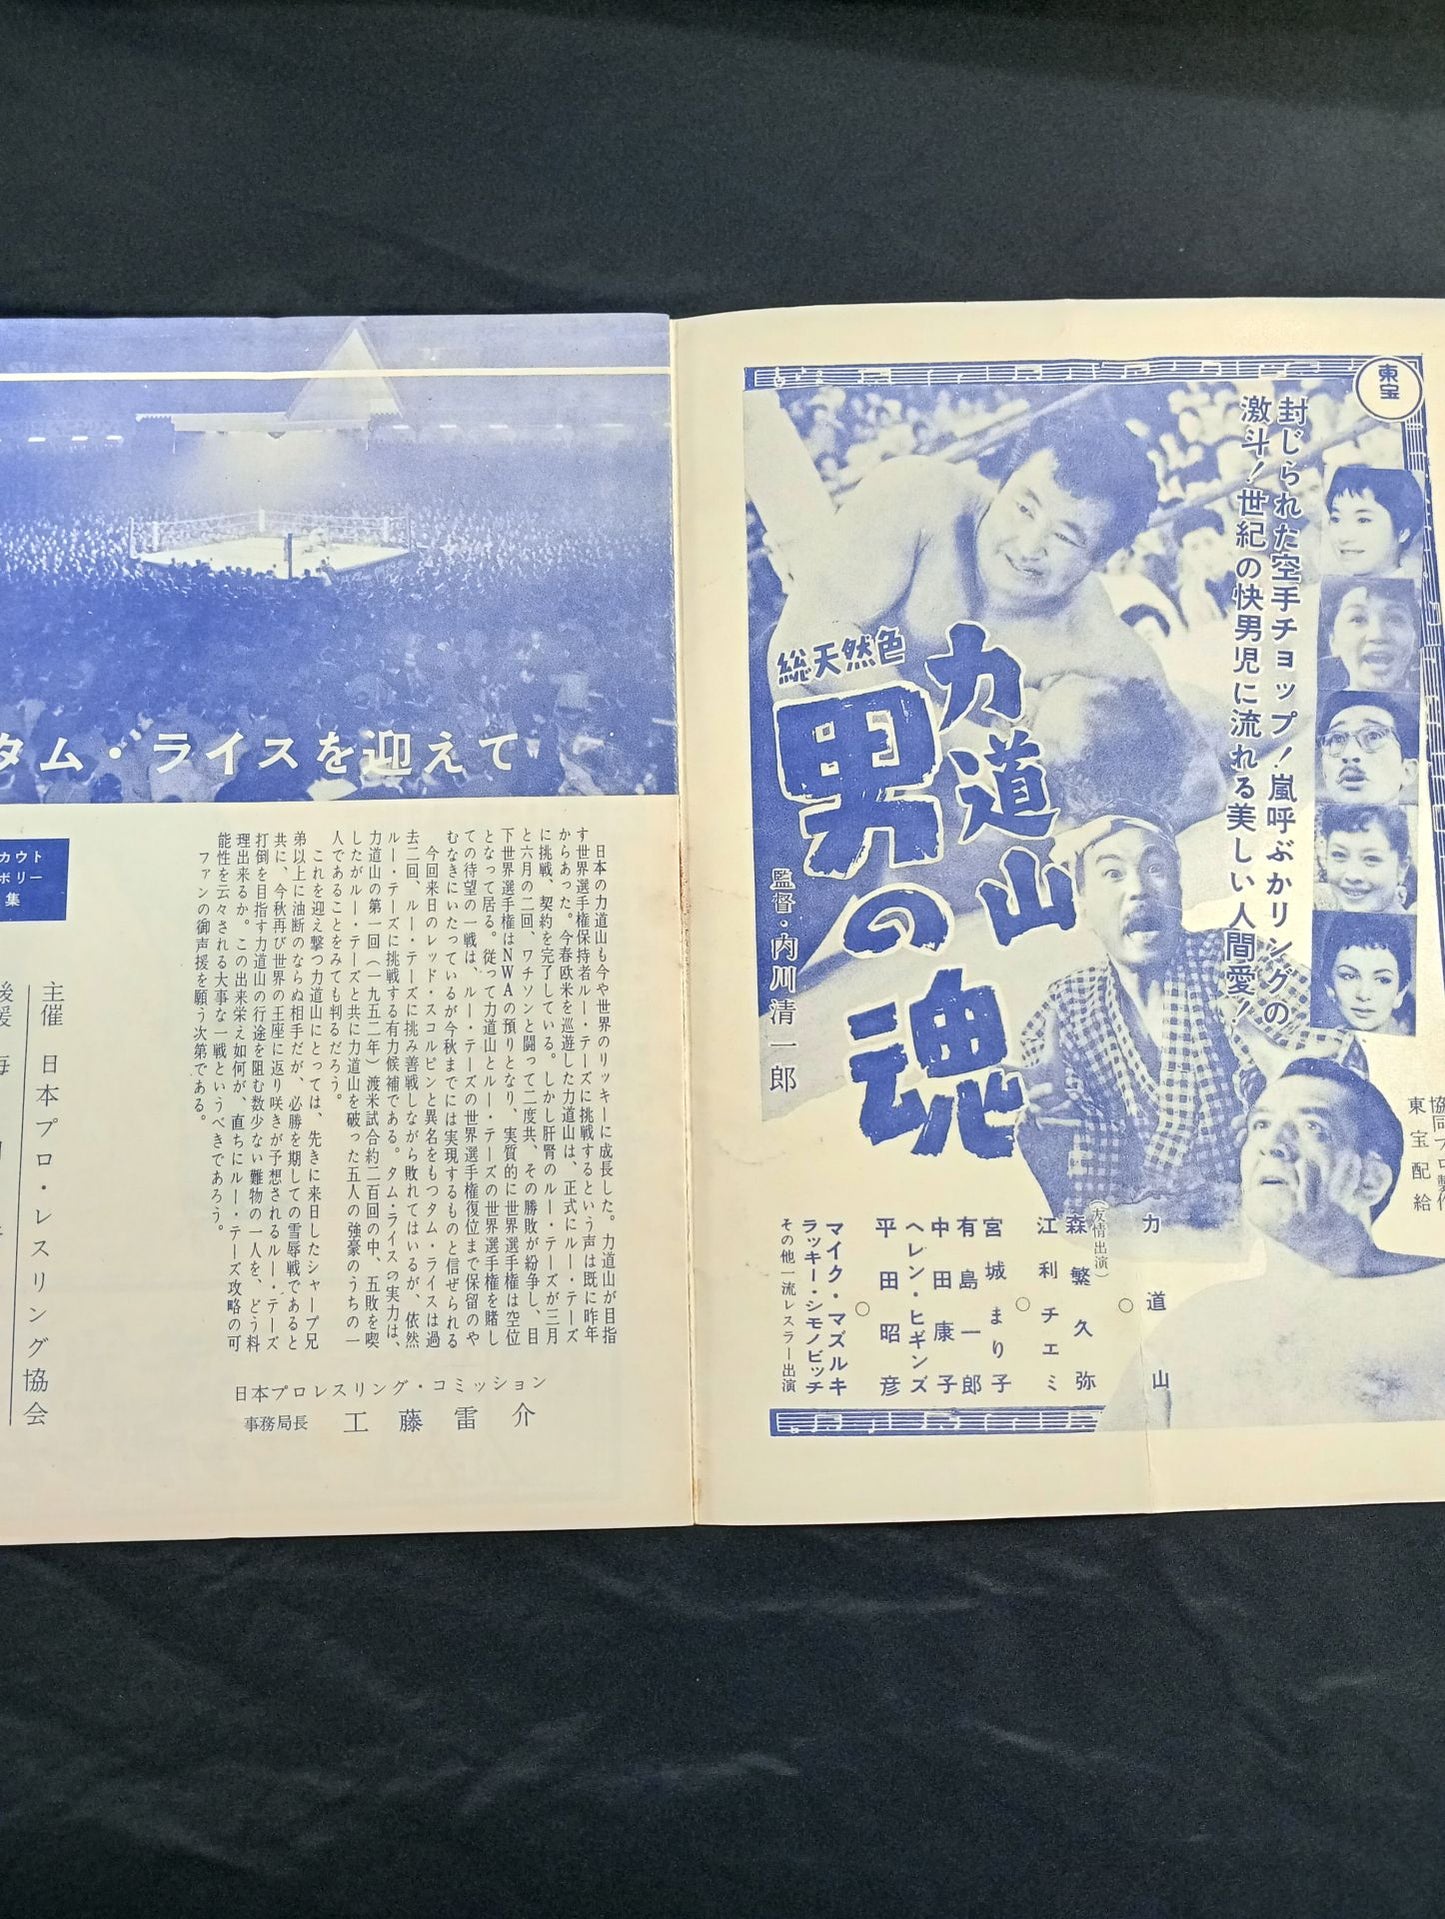 東宝
封じられた空手チョップ!嵐呼ぶかリングの
激斗!世紀の快男児に流れる美しい人間愛!
総天然色
力道山
男の魂
監督・内川清一郎
東宝配給
力道山
(友情出演)
森繁久弥
江利チエミ
宮城まり子
有島一郎
中田康子
ヘレン・ヒギンズ
平田昭彦
マイク・マズルキ
ラッキー・シモノビッチ
その他一流レスラー出演
タム・ライスを迎えて
日本の力道山も今や世界のリッキーに成長した。力道山が目指
す世界選手権保持者ルー・テーズに挑戦するという声は既に昨年
からあった。今春欧米を巡遊した力道山は、正式にルー・テーズ
に挑戦、契約を完了している。しかし肝腎のルー・テーズが三月
と六月の二回、ワチソンと闘って二度共、その勝敗が紛争し、目
下世界選手権はNWAの預りとなり、実質的に世界選手権は空位
となって居る。従って力道山とルー・テーズの世界選手権を賭し
ての待望の一戦は、ルー・テーズの世界選手権復位まで保留のや
むなきにいたっているが今秋までには実現するものと信ぜられる
今回来日のレッド・スコルピンと異名をもつタム・ライスは過
去二回、ルー・テーズに挑み善戦しながら敗れてはいるが、依然
ルー・テーズに挑戦する有力候補である。タム・ライスの実力は、
力道山の第一回(一九五二年)渡米試合約二百回の中、五敗を喫
したがルー・テーズと共に力道山を破った五人の強豪のうちの一
人であることをみても判るだろう。
これを迎え撃つ力道山にとっては、先きに来日したシャープ兄
弟以上に油断のならぬ相手だが、必勝を期しての雪辱戦であると
共に、今秋再び世界の王座に返り咲きが予想されるルー・テーズ
打倒を目指す力道山の行途を阻む数少ない難物の一人を、どう料
理出来るか。この出来栄え如何が、直ちにルー・テーズ攻略の可
能性を云々される大事な一戦というべきであろう。
ファンの御声援を願う次第である。
日本プロレスリング・コミッション
事務局長 工藤雷介
カウト
ボリー
集
主催 日本プロ・レスリング協会
後援